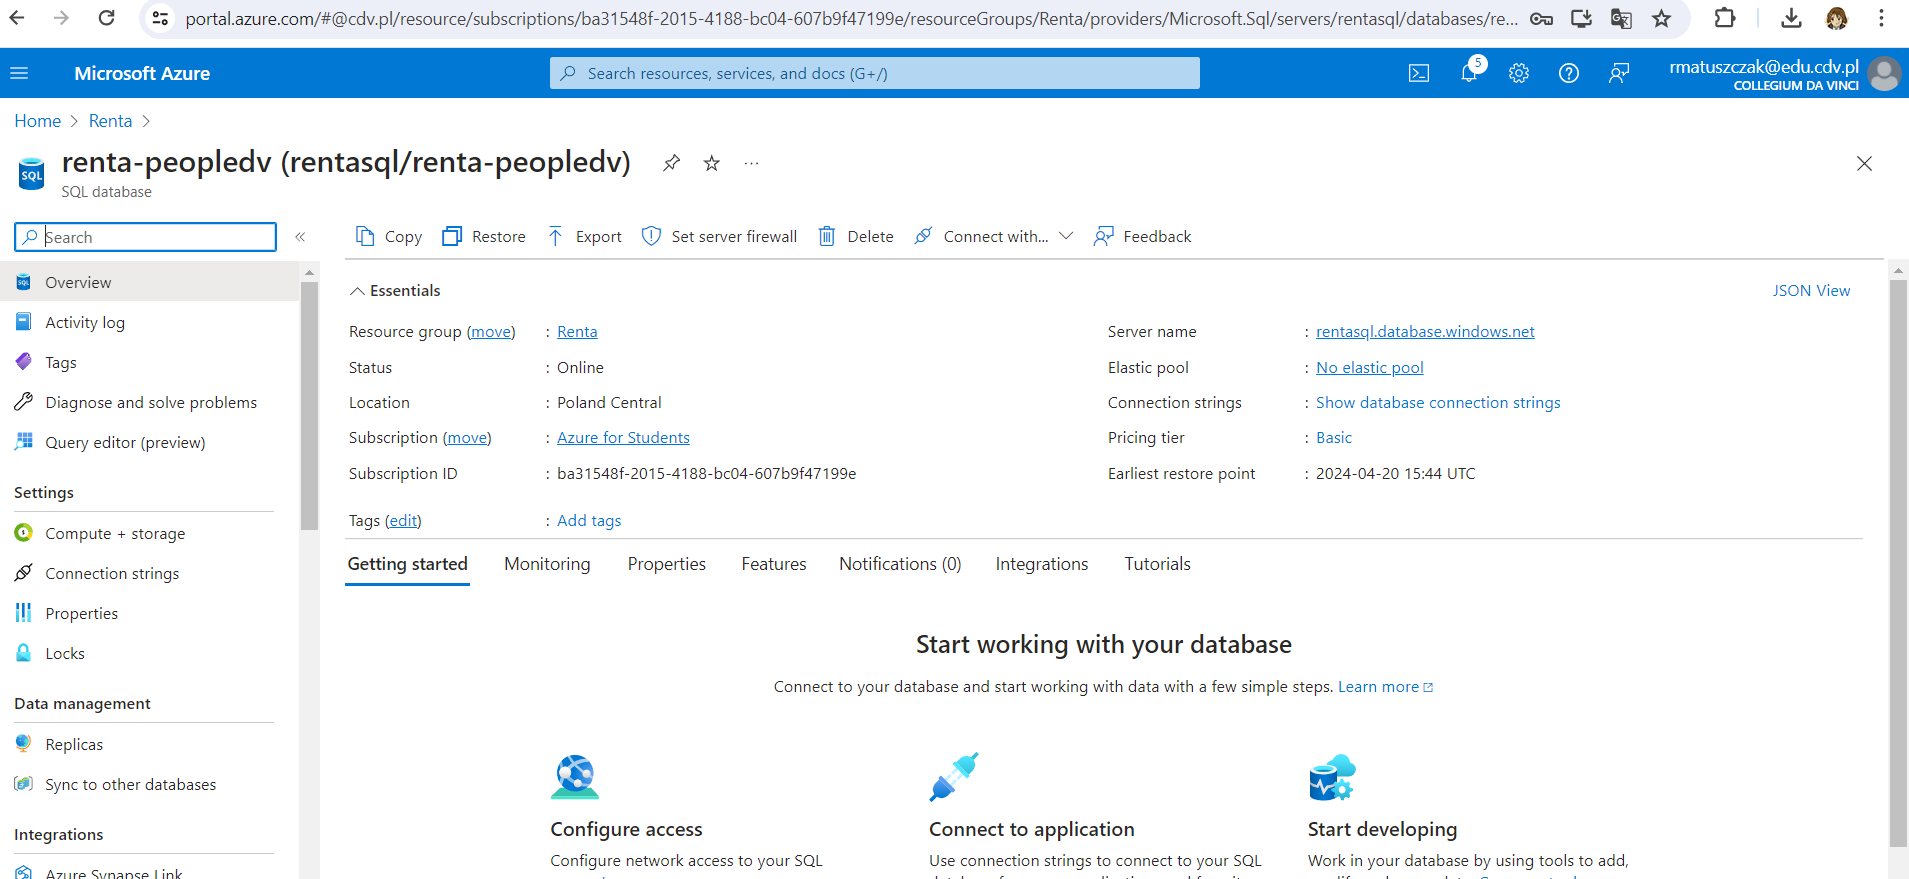 portal.azure.com/#@cdv.pl/resource/subscriptions/ba31548f-2015-4188-bc04-607b9f47199e/resourceGroups/Renta/providers/Microsoft.Sql/servers/rentasql/databases/re...
Microsoft Azure
Search resources, services, and docs (G+/)
5
rmatuszczak@edu.cdv.pl
COLLEGIUM DA VINCI
Home > Renta >
renta-peopledv (rentasql/renta-peopledv)
SQL
SQL database
Search
Copy Restore Export Set server firewall Delete Connect with... Feedback
Overview
Activity log
Tags
Diagnose and solve problems
Query editor (preview)
Settings
Compute + storage
Connection strings
Properties
Locks
Data management
Replicas
Sync to other databases
Integrations
Azure Synapse Link
Essentials
JSON View
Resource group (move) : Renta
Status : Online
Location : Poland Central
Subscription (move) : Azure for Students
Subscription ID : ba31548f-2015-4188-bc04-607b9f47199e
Tags (edit) : Add tags
Server name : rentasql.database.windows.net
Elastic pool : No elastic pool
Connection strings : Show database connection strings
Pricing tier : Basic
Earliest restore point : 2024-04-20 15:44 UTC
Getting started Monitoring Properties Features Notifications (0) Integrations Tutorials
Start working with your database
Connect to your database and start working with data with a few simple steps. Learn more
Configure access
Configure network access to your SQL
Connect to application
Use connection strings to connect to your SQL
Start developing
Work in your database by using tools to add,